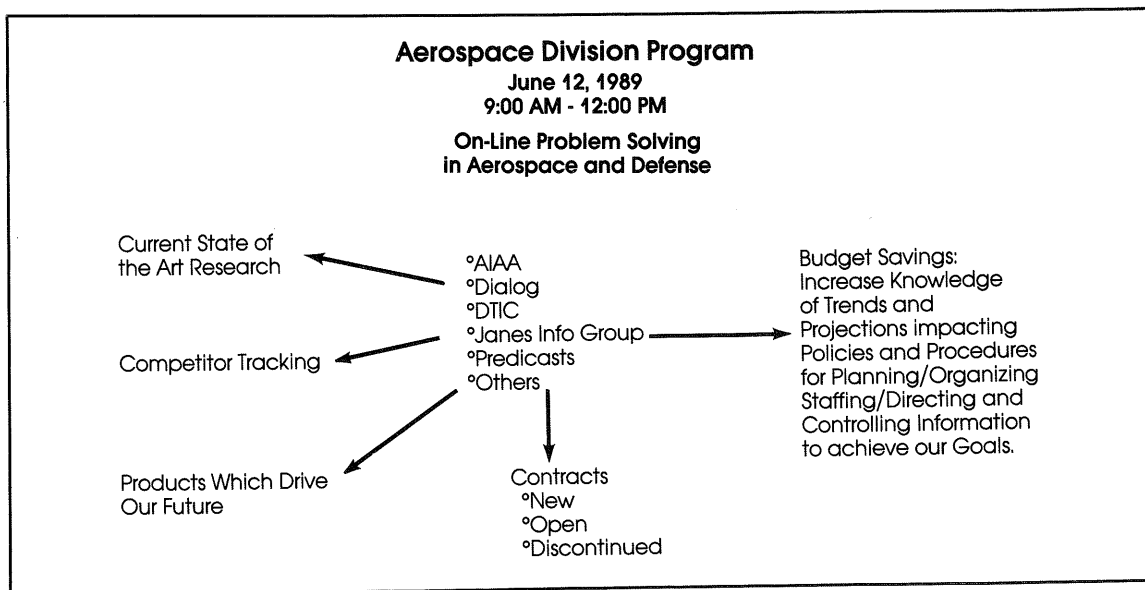 Aerospace Division Program
June 12, 1989
9:00 AM - 12:00 PM
On-Line Problem Solving
in Aerospace and Defense
Current State of
the Art Research
Competitor Tracking
Products Which Drive
Our Future
°AIAA
°Dialog
°DTIC
°Janes Info Group
°Predicasts
°Others
Contracts
°New
°Open
°Discontinued
Budget Savings:
Increase Knowledge
of Trends and
Projections impacting
Policies and Procedures
for Planning/Organizing
Staffing/Directing and
Controlling Information
to achieve our Goals.